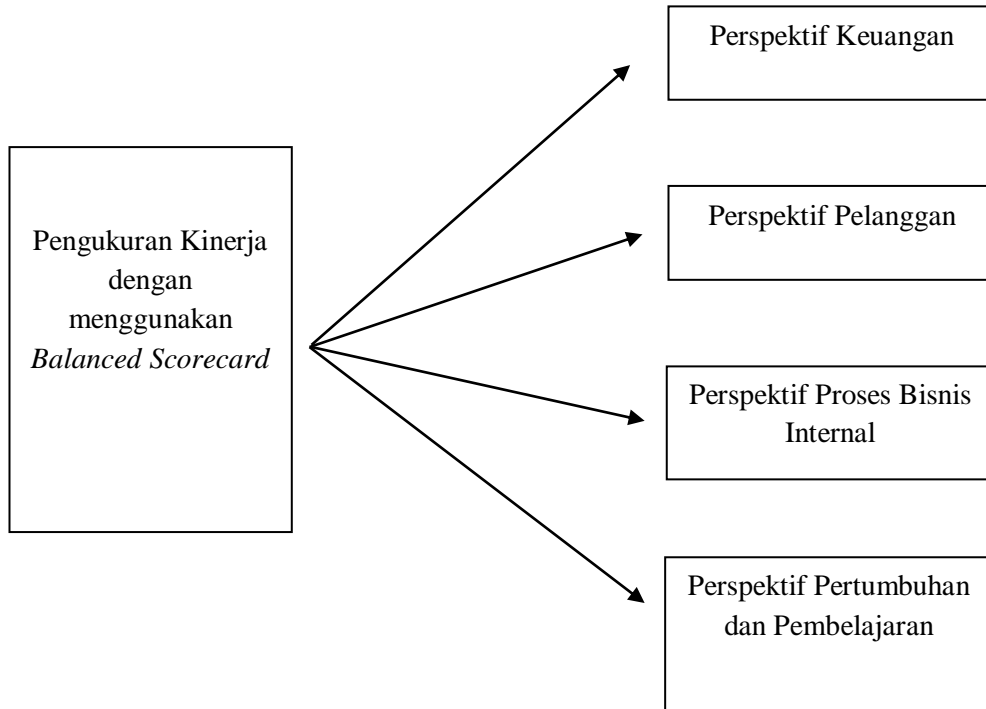 Pengukuran Kinerja
dengan
menggunakan
Balanced Scorecard
Perspektif Keuangan
Perspektif Pelanggan
Perspektif Proses Bisnis
Internal
Perspektif Pertumbuhan
dan Pembelajaran